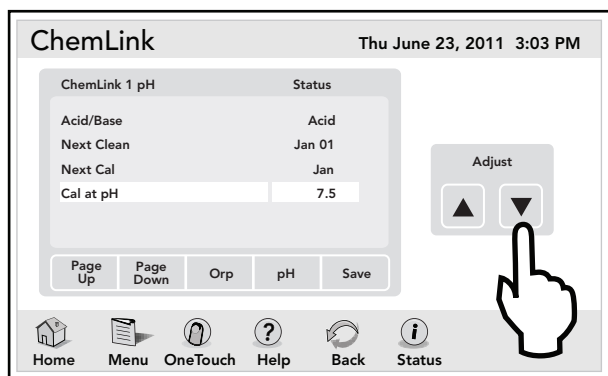 ChemLink
Thu June 23, 2011 3:03 PM
ChemLink 1 pH Status
Acid/Base Acid
Next Clean Jan 01
Next Cal Jan
Cal at pH 7.5
Adjust
Page Up Page Down Orp pH Save
Home Menu OneTouch Help Back Status